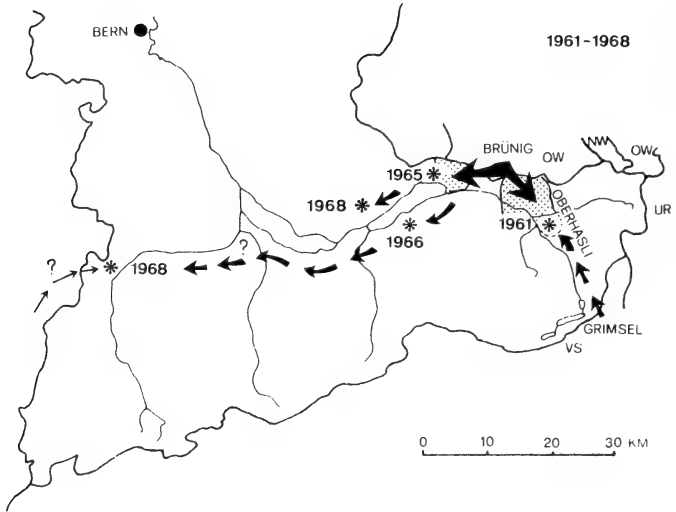 BERN
1961-1968
BRÜNIG
NW
OW
OW
1965
OBERHASLI
1968
UR
1961
1966
?
?
1968
GRIMSEL
VS
0 10 20 30 KM